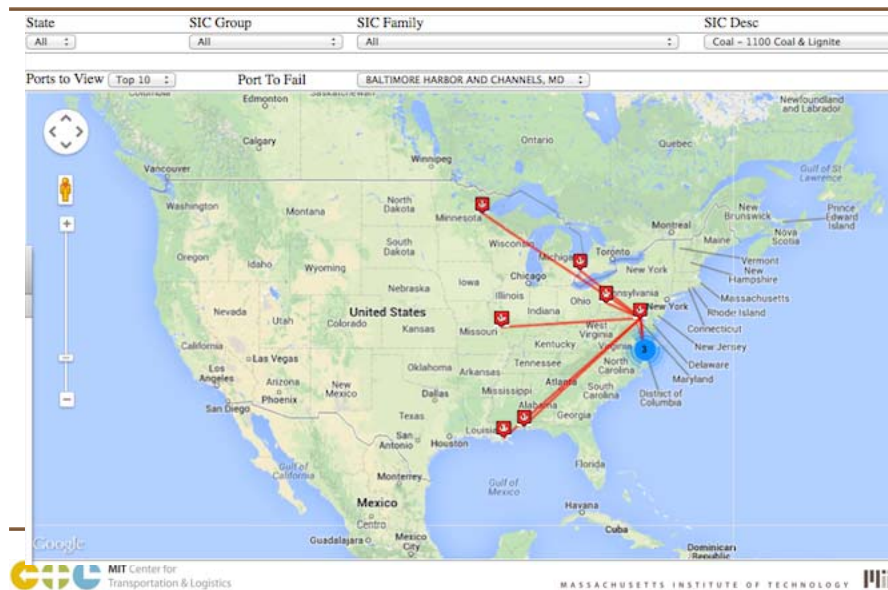 State SIC Group SIC Family SIC Desc
All All All Coal - 1100 Coal & Lignite
Ports to View Top 10 Port To Fail BALTIMORE HARBOR AND CHANNELS, MD
Edmonton
Calgary
Vancouver
Winnipeg
Ontario
Quebec
Newfoundland
and Labrador
Gulf of St
Lawrence
Washington
Montana
North
Dakota
Minnesota
Montreal
New
Brunswick
Prince
Edward
Island
Nova
Scotia
Maine
Oregon
Idaho
Wyoming
South
Dakota
Wisconsin
Toronto
Vermont
New
Hampshire
Massachusetts
Rhode Island
Connecticut
New Jersey
Delaware
Maryland
District of
Columbia
Nebraska
Iowa
Chicago
New York
New York
Illinois
Indiana
Ohio
Nevada
Utah
Colorado
United States
Kansas
Missouri
West
Virginia
Virginia
Kentucky
California
Las Vegas
Los
Angeles
San Diego
Arizona
Phoenix
New
Mexico
Oklahoma
Arkansas
Tennessee
North
Carolina
South
Carolina
Atlanta
Mississippi
Alabama
Georgia
Dallas
Texas
San
Antonio
Houston
3
Gulf of
California
Monterrey
Gulf of
Mexico
Florida
Mexico
Centro
Guadalajara
Mexico
City
Havana
Cuba
Dominican
Republic
Google
MIT Center for
Transportation & Logistics
MASSACHUSETTS INSTITUTE OF TECHNOLOGY